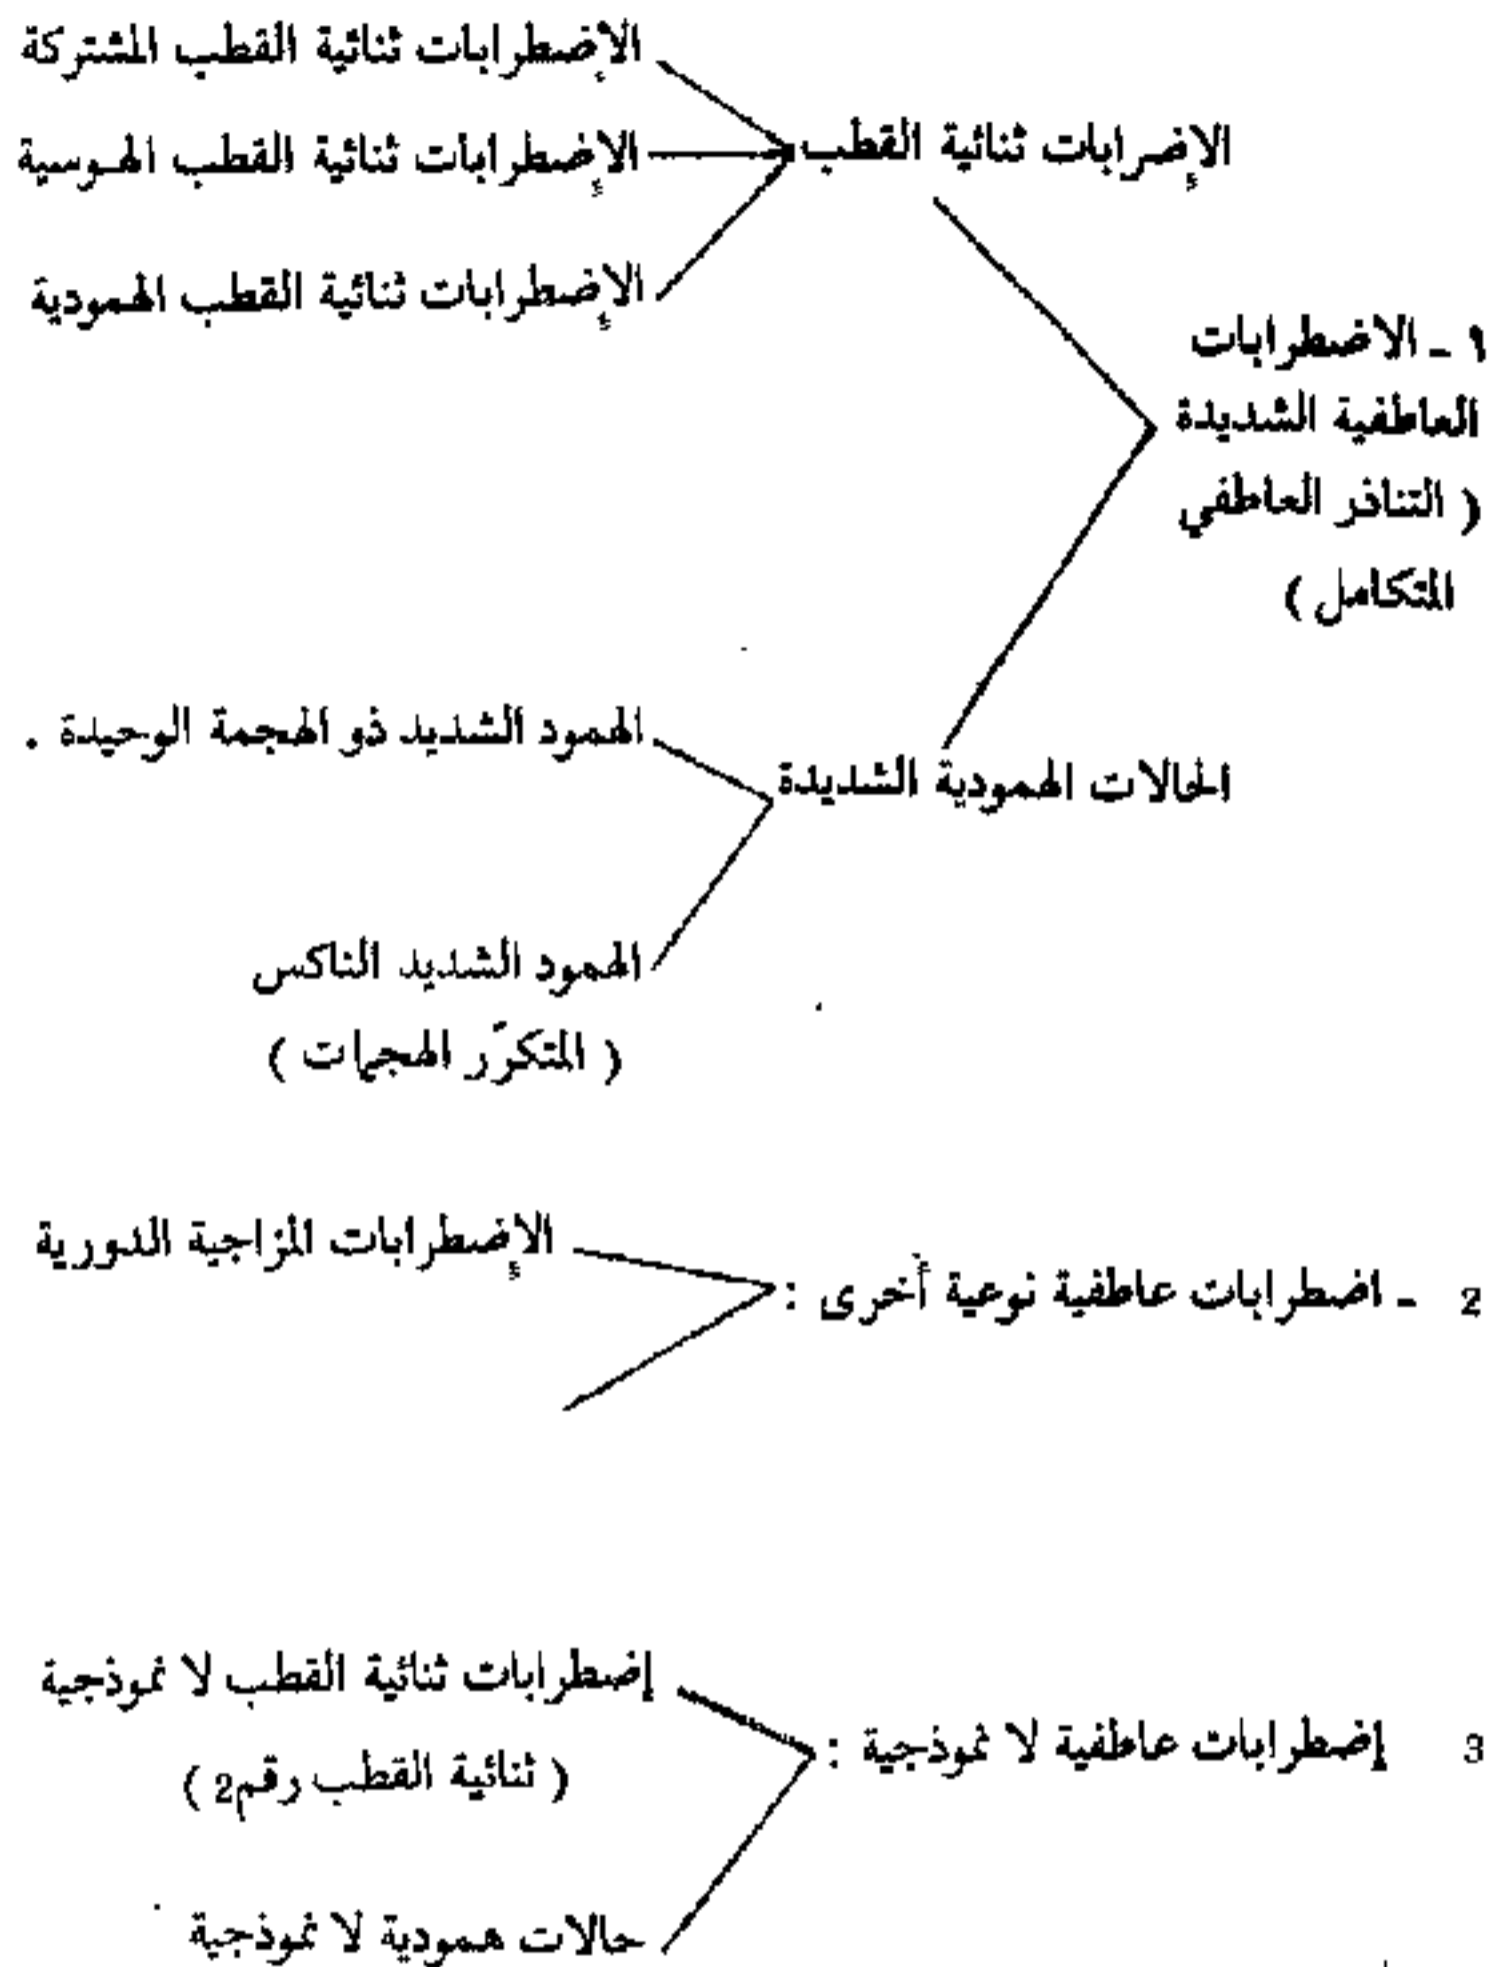 الإضطرابات ثنائية القطب المشتركة
الإضرابات ثنائية القطب
الإضطرابات ثنائية القطب الهوسية
الإضطرابات ثنائية القطب الهمودية
١ - الاضطرابات
العاطفية الشديدة
( التنافر العاطفي
المتكامل )
الهمود الشديد ذو الهجمة الوحيدة .
الحالات الهمودية الشديدة
الهمود الشديد الناكس
( المتكرّر الهجمات )
الإضطرابات المزاجية الدورية
2 - اضطرابات عاطفية نوعية أخرى :
إضطرابات ثنائية القطب لا نموذجية
3 إضطرابات عاطفية لا نموذجية :
( ثنائية القطب رقم2 )
حالات همودية لا نموذجية